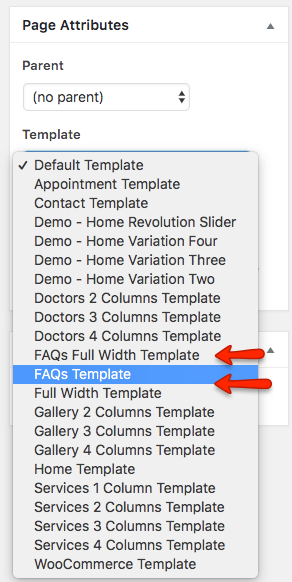 Page Attributes
Parent
(no parent)
Template
✓ Default Template
Appointment Template
Contact Template
Demo - Home Revolution Slider
Demo - Home Variation Four
Demo - Home Variation Three
Demo - Home Variation Two
Doctors 2 Columns Template
Doctors 3 Columns Template
Doctors 4 Columns Template
FAQs Full Width Template
FAQs Template
Full Width Template
Gallery 2 Columns Template
Gallery 3 Columns Template
Gallery 4 Columns Template
Home Template
Services 1 Column Template
Services 2 Columns Template
Services 3 Columns Template
Services 4 Columns Template
WooCommerce Template